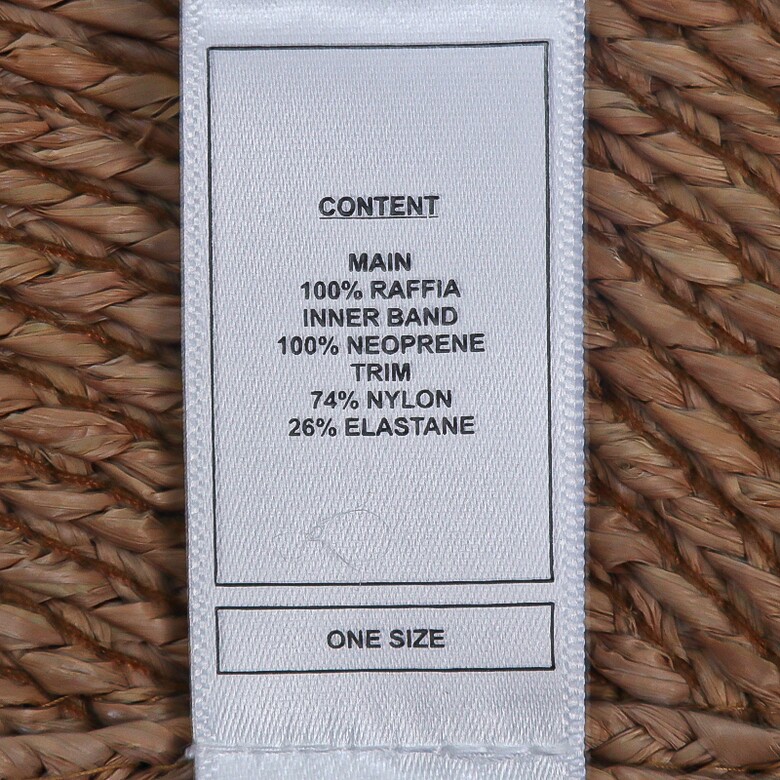 CONTENT
MAIN
100% RAFFIA
INNER BAND
100% NEOPRENE
TRIM
74% NYLON
26% ELASTANE
ONE SIZE